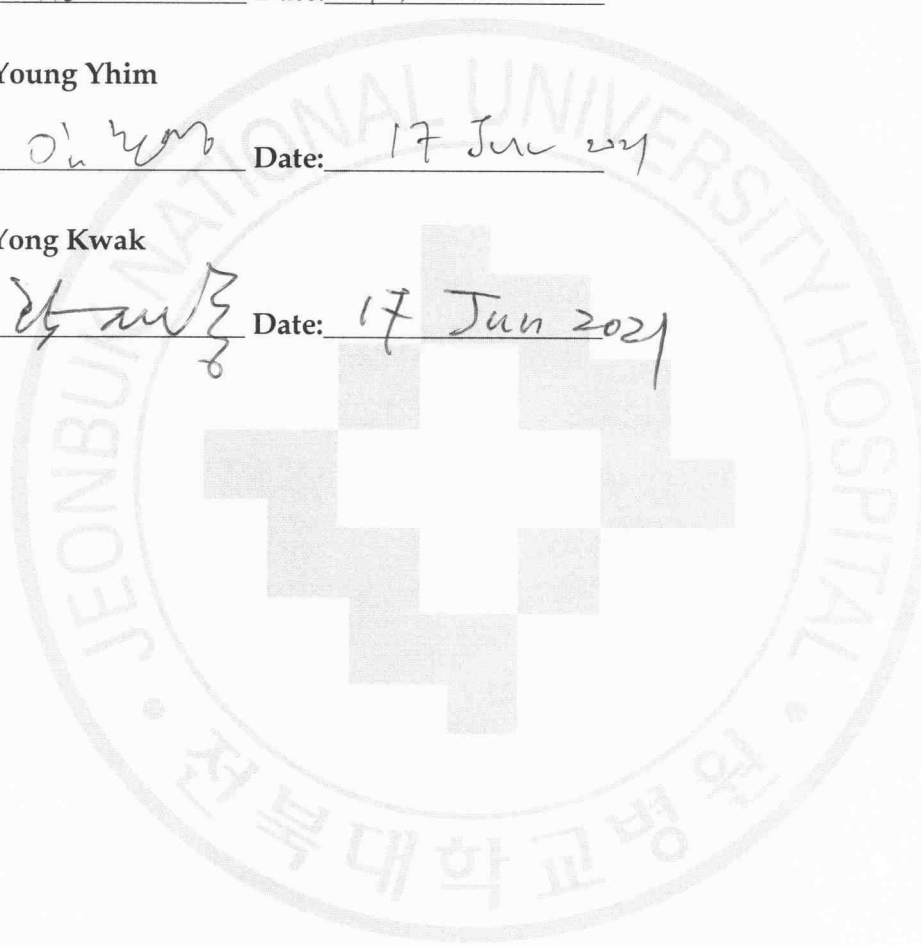 Young Yhim
Date: 17 Jun 2021
Yong Kwak
Date: 17 Jun 2021
JEONBUK NATIONAL UNIVERSITY HOSPITAL
전북대학교병원